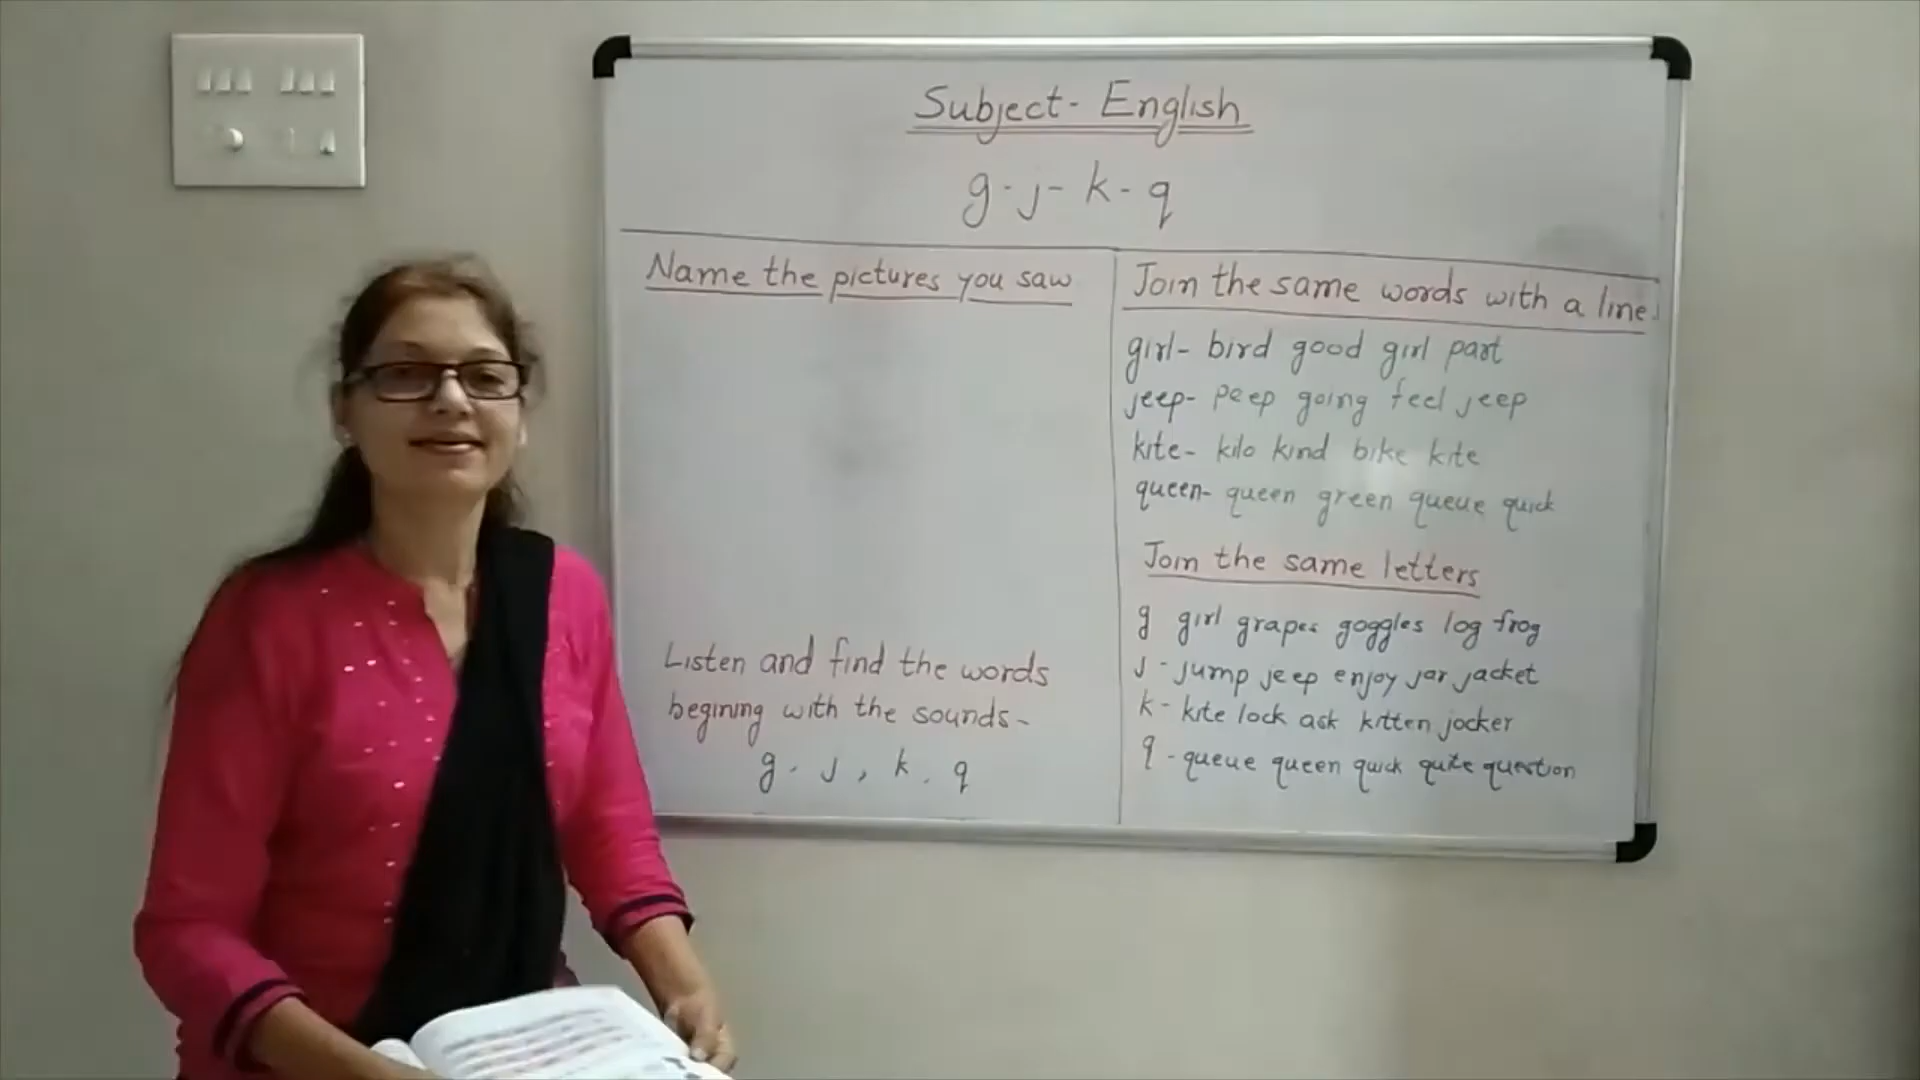 Subject- English
g-j-k-q
Name the pictures you saw
Listen and find the words
begining with the sounds-
g, j, k, q
Join the same words with a line.
girl- bird good girl part
jeep- peep going feel jeep
kite- kilo kind bike kite
queen- queen green queue quick
Join the same letters
g girl grapes goggles log frog
j - jump jeep enjoy jar jacket
k - kite lock ask kitten jocker
q - queue queen quick quite question